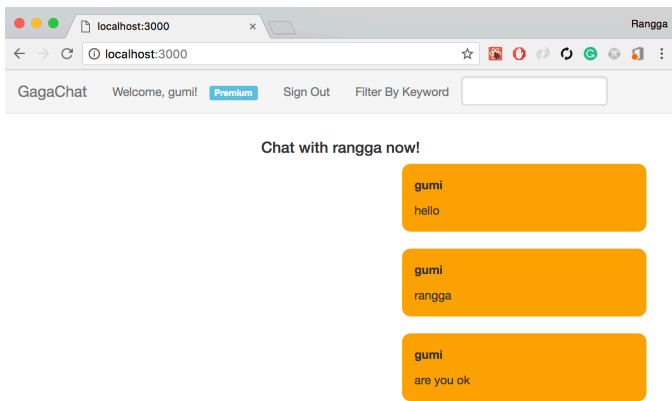 localhost:3000
Rangga
localhost:3000
GagaChat Welcome, gumi! Premium Sign Out Filter By Keyword
Chat with rangga now!
gumi
hello
gumi
rangga
gumi
are you ok